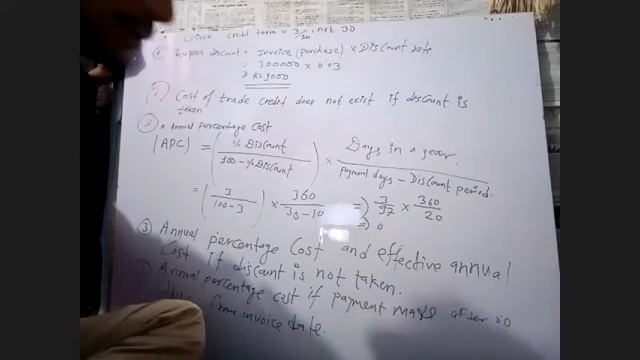 credit term = 3/10, net 30
Rupees discount = Invoice (purchase) × Discount rate
= 300000 × 0.03
= Rs 9000
Cost of trade credit does not exist if discount is
taken
Annual percentage cost
(APC) = (% Discount / 100 - % Discount) × Days in a year / Payment days - Discount period.
= (3 / 100-3) × 360 / 30-10 => 3/97 × 360/20
=> 0
③ Annual percentage Cost and effective annual
Cost if discount is not taken.
Annual percentage cost if payment made after 50
from invoice date.